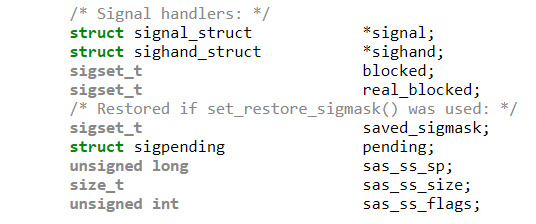 /* Signal handlers: */
struct signal_struct *signal;
struct sighand_struct *sighand;
sigset_t blocked;
sigset_t real_blocked;
/* Restored if set_restore_sigmask() was used: */
sigset_t saved_sigmask;
struct sigpending pending;
unsigned long sas_ss_sp;
size_t sas_ss_size;
unsigned int sas_ss_flags;